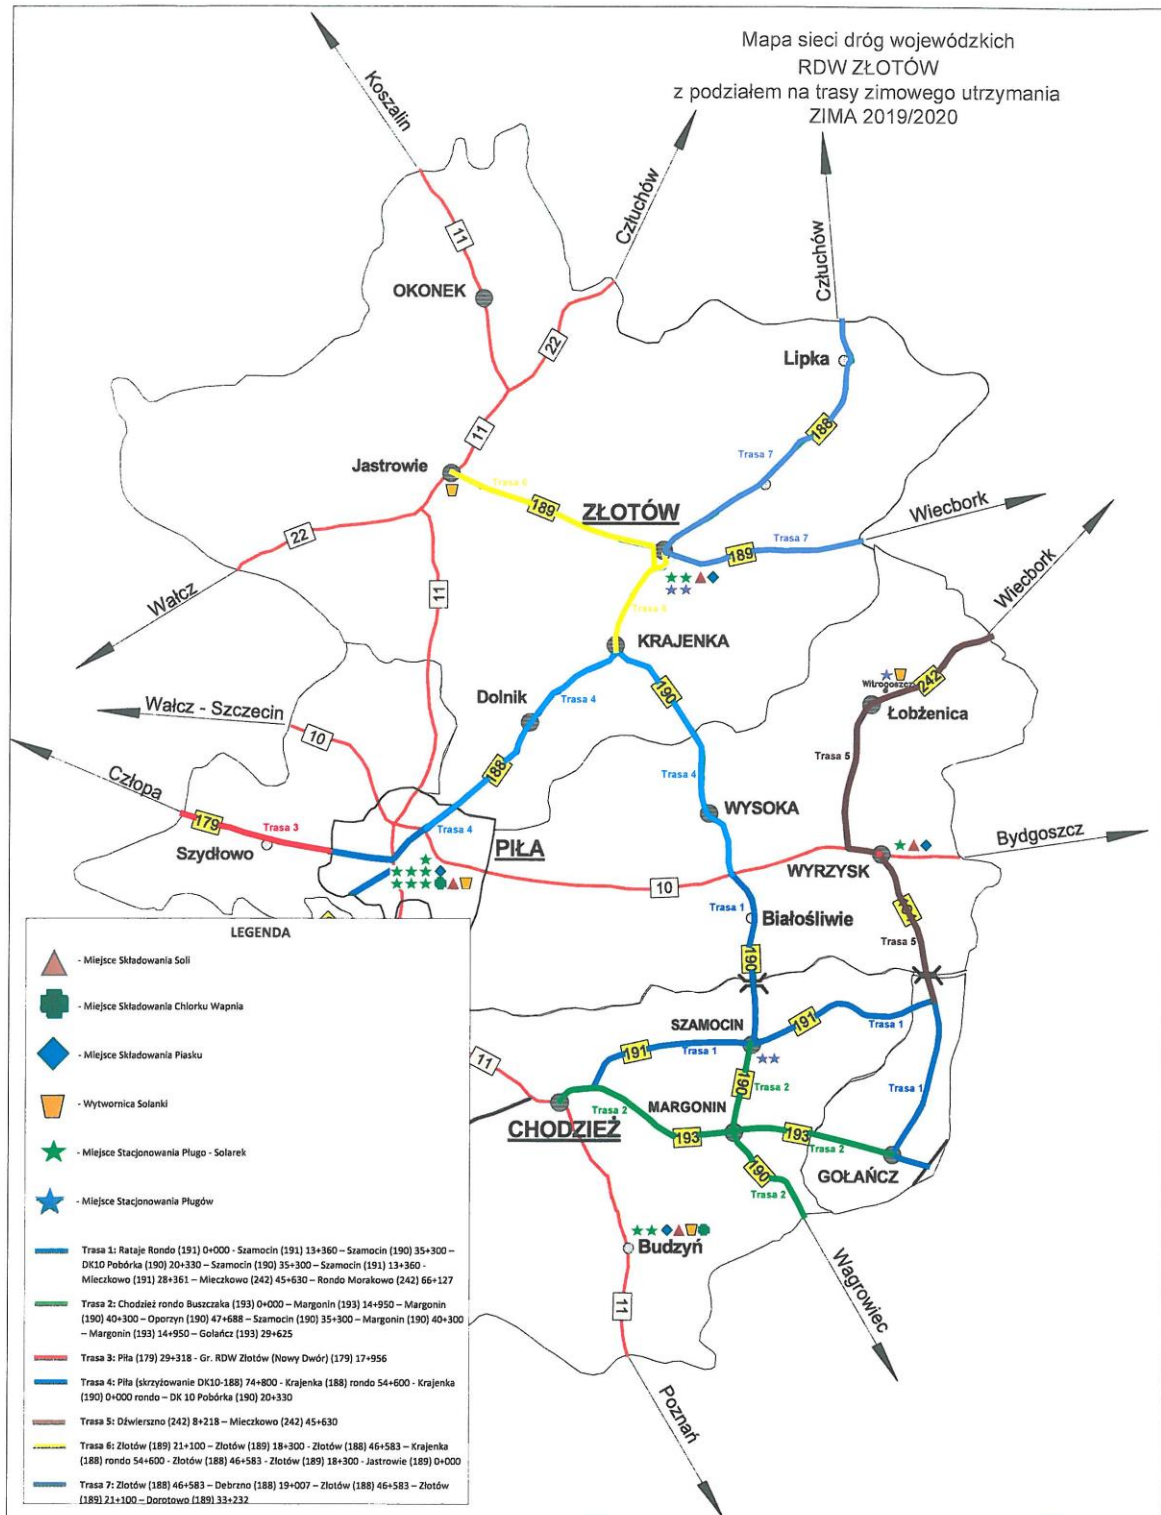 Mapa sieci dróg wojewódzkich
RDW ZŁOTÓW
z podziałem na trasy zimowego utrzymania
ZIMA 2019/2020
Koszalin
Człuchów
Człuchów
11
OKONEK
22
Lipka
188
11
Jastrowie
Trasa 6
189
ZŁOTÓW
Trasa 7
Wiecbork
22
Trasa 7
189
Wałcz
11
Wiecbork
KRAJENKA
190
242
Dolnik
Trasa 4
Łobżenica
Wałcz - Szczecin
10
188
Trasa 4
Trasa 5
Człopa
179
Trasa 3
Trasa 4
WYSOKA
Szydłowo
PIŁA
Bydgoszcz
WYRZYSK
10
Trasa 1
Białośliwie
Trasa 5
190
SZAMOCIN
191
Trasa 1
191
Trasa 1
11
190
Trasa 2
Trasa 1
CHODZIEŻ
Trasa 2
MARGONIN
193
193
Trasa 2
GOŁAŃCZ
190
Trasa 2
Budzyń
11
Wagrowiec
Poznań
LEGENDA
- Miejsce Składowania Soli
- Miejsce Składowania Chlorku Wapnia
- Miejsce Składowania Piasku
- Wytwornica Solanki
- Miejsce Stacjonowania Plugo - Solarek
- Miejsce Stacjonowania Pługów
Trasa 1: Rataje Rondo (191) 0+000 - Szamocin (191) 13+360 – Szamocin (190) 35+300 –
DK10 Pobórka (190) 20+330 – Szamocin (190) 35+300 – Szamocin (191) 13+360 -
Mieczkowo (191) 28+361 – Mieczkowo (242) 45+630 – Rondo Morakowo (242) 66+127
Trasa 2: Chodzież rondo Buszczaka (193) 0+000 – Margonin (193) 14+950 – Margonin
(190) 40+300 – Oporzyn (190) 47+688 – Szamocin (190) 35+300 – Margonin (190) 40+300
– Margonin (193) 14+950 – Gołańcz (193) 29+625
Trasa 3: Piła (179) 29+318 - Gr. RDW Złotów (Nowy Dwór) (179) 17+956
Trasa 4: Piła (skrzyżowanie DK10-188) 74+800 - Krajenka (188) rondo 54+600 - Krajenka
(190) 0+000 rondo – DK 10 Pobórka (190) 20+330
Trasa 5: Dźwierszno (242) 8+218 – Mieczkowo (242) 45+630
Trasa 6: Złotów (189) 21+100 – Złotów (189) 18+300 - Złotów (188) 46+583 – Krajenka
(188) rondo 54+600 - Złotów (188) 46+583 - Złotów (189) 18+300 - Jastrowie (189) 0+000
Trasa 7: Złotów (188) 46+583 – Debrzno (188) 19+007 – Złotów (188) 46+583 – Złotów
(189) 21+100 – Dorotowo (189) 33+232